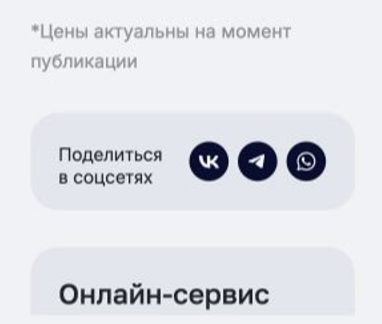 *Цены актуальны на момент
публикации
Поделиться
в соцсетях
Онлайн-сервис